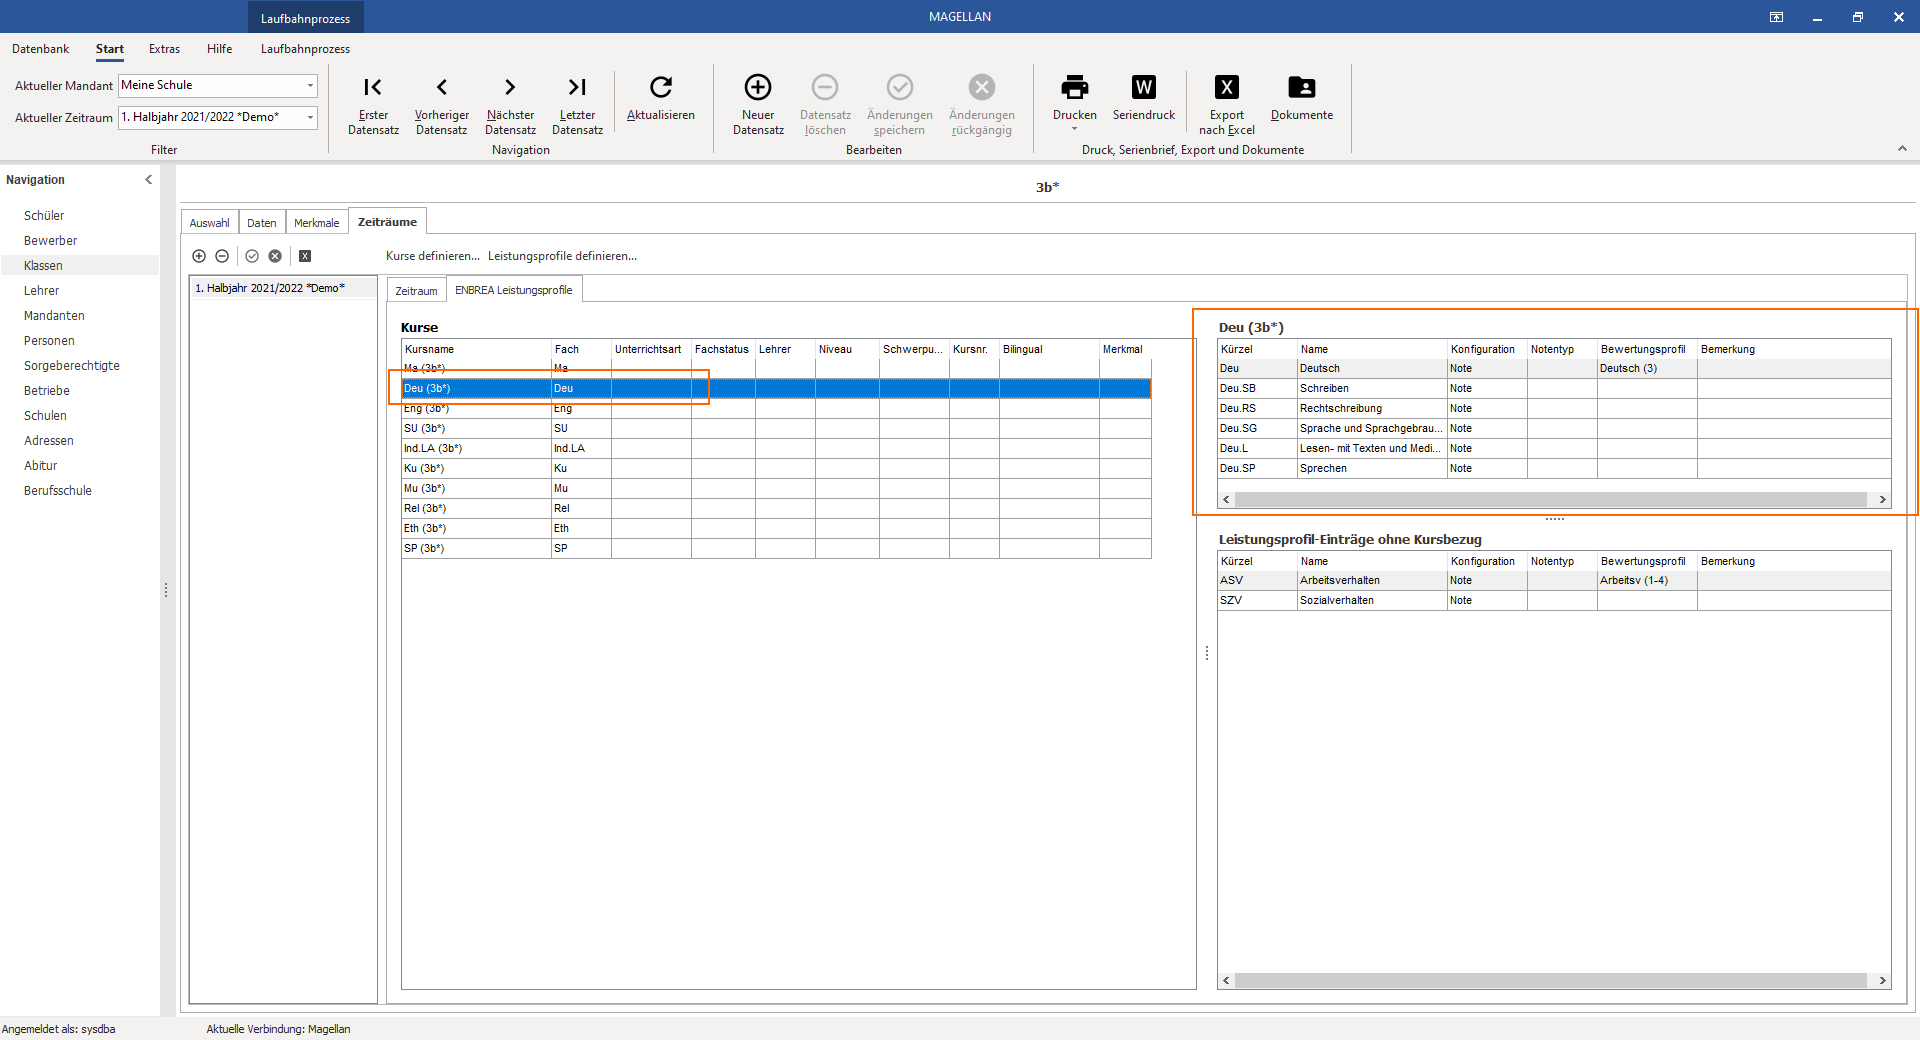 Laufbahnprozess
MAGELLAN
Datenbank Start Extras Hilfe Laufbahnprozess
Aktueller Mandant Meine Schule
Aktueller Zeitraum 1. Halbjahr 2021/2022 *Demo*
Filter
Erster Datensatz
Vorheriger Datensatz
Nächster Datensatz
Letzter Datensatz
Aktualisieren
Navigation
Neuer Datensatz
Datensatz löschen
Änderungen speichern
Änderungen rückgängig
Bearbeiten
Drucken
W
Seriendruck
X
Export nach Excel
Dokumente
Druck, Serienbrief, Export und Dokumente
Navigation
Schüler
Bewerber
Klassen
Lehrer
Mandanten
Personen
Sorgeberechtigte
Betriebe
Schulen
Adressen
Abitur
Berufsschule
3b*
Auswahl Daten Merkmale Zeiträume
X
Kurse definieren... Leistungsprofile definieren...
1. Halbjahr 2021/2022 *Demo*
Zeitraum ENBREA Leistungsprofile
Kurse
Kursname Fach Unterrichtsart Fachstatus Lehrer Niveau Schwerpu... Kursnr. Bilingual Merkmal
Ma (3b*) Ma
Deu (3b*) Deu
Eng (3b*) Eng
SU (3b*) SU
Ind.LA (3b*) Ind.LA
Ku (3b*) Ku
Mu (3b*) Mu
Rel (3b*) Rel
Eth (3b*) Eth
SP (3b*) SP
Deu (3b*)
Kürzel Name Konfiguration Notentyp Bewertungsprofil Bemerkung
Deu Deutsch Note Deutsch (3)
Deu.SB Schreiben Note
Deu.RS Rechtschreibung Note
Deu.SG Sprache und Sprachgebrau... Note
Deu.L Lesen- mit Texten und Medi... Note
Deu.SP Sprechen Note
Leistungsprofil-Einträge ohne Kursbezug
Kürzel Name Konfiguration Notentyp Bewertungsprofil Bemerkung
ASV Arbeitsverhalten Note Arbeitsv (1-4)
SZV Sozialverhalten Note
Angemeldet als: sysdba Aktuelle Verbindung: Magellan